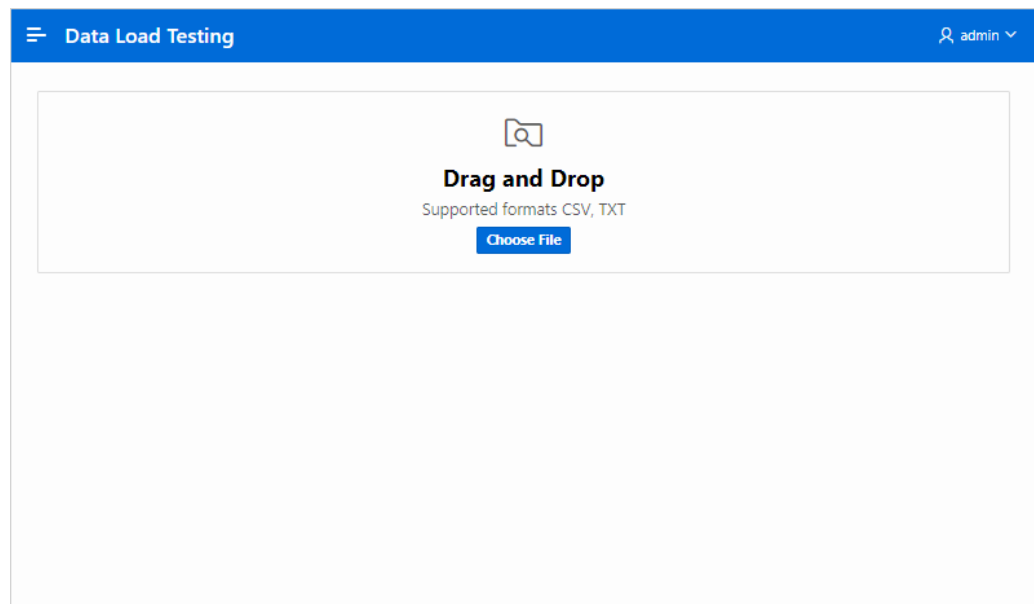 Data Load Testing
admin
Drag and Drop
Supported formats CSV, TXT
Choose File